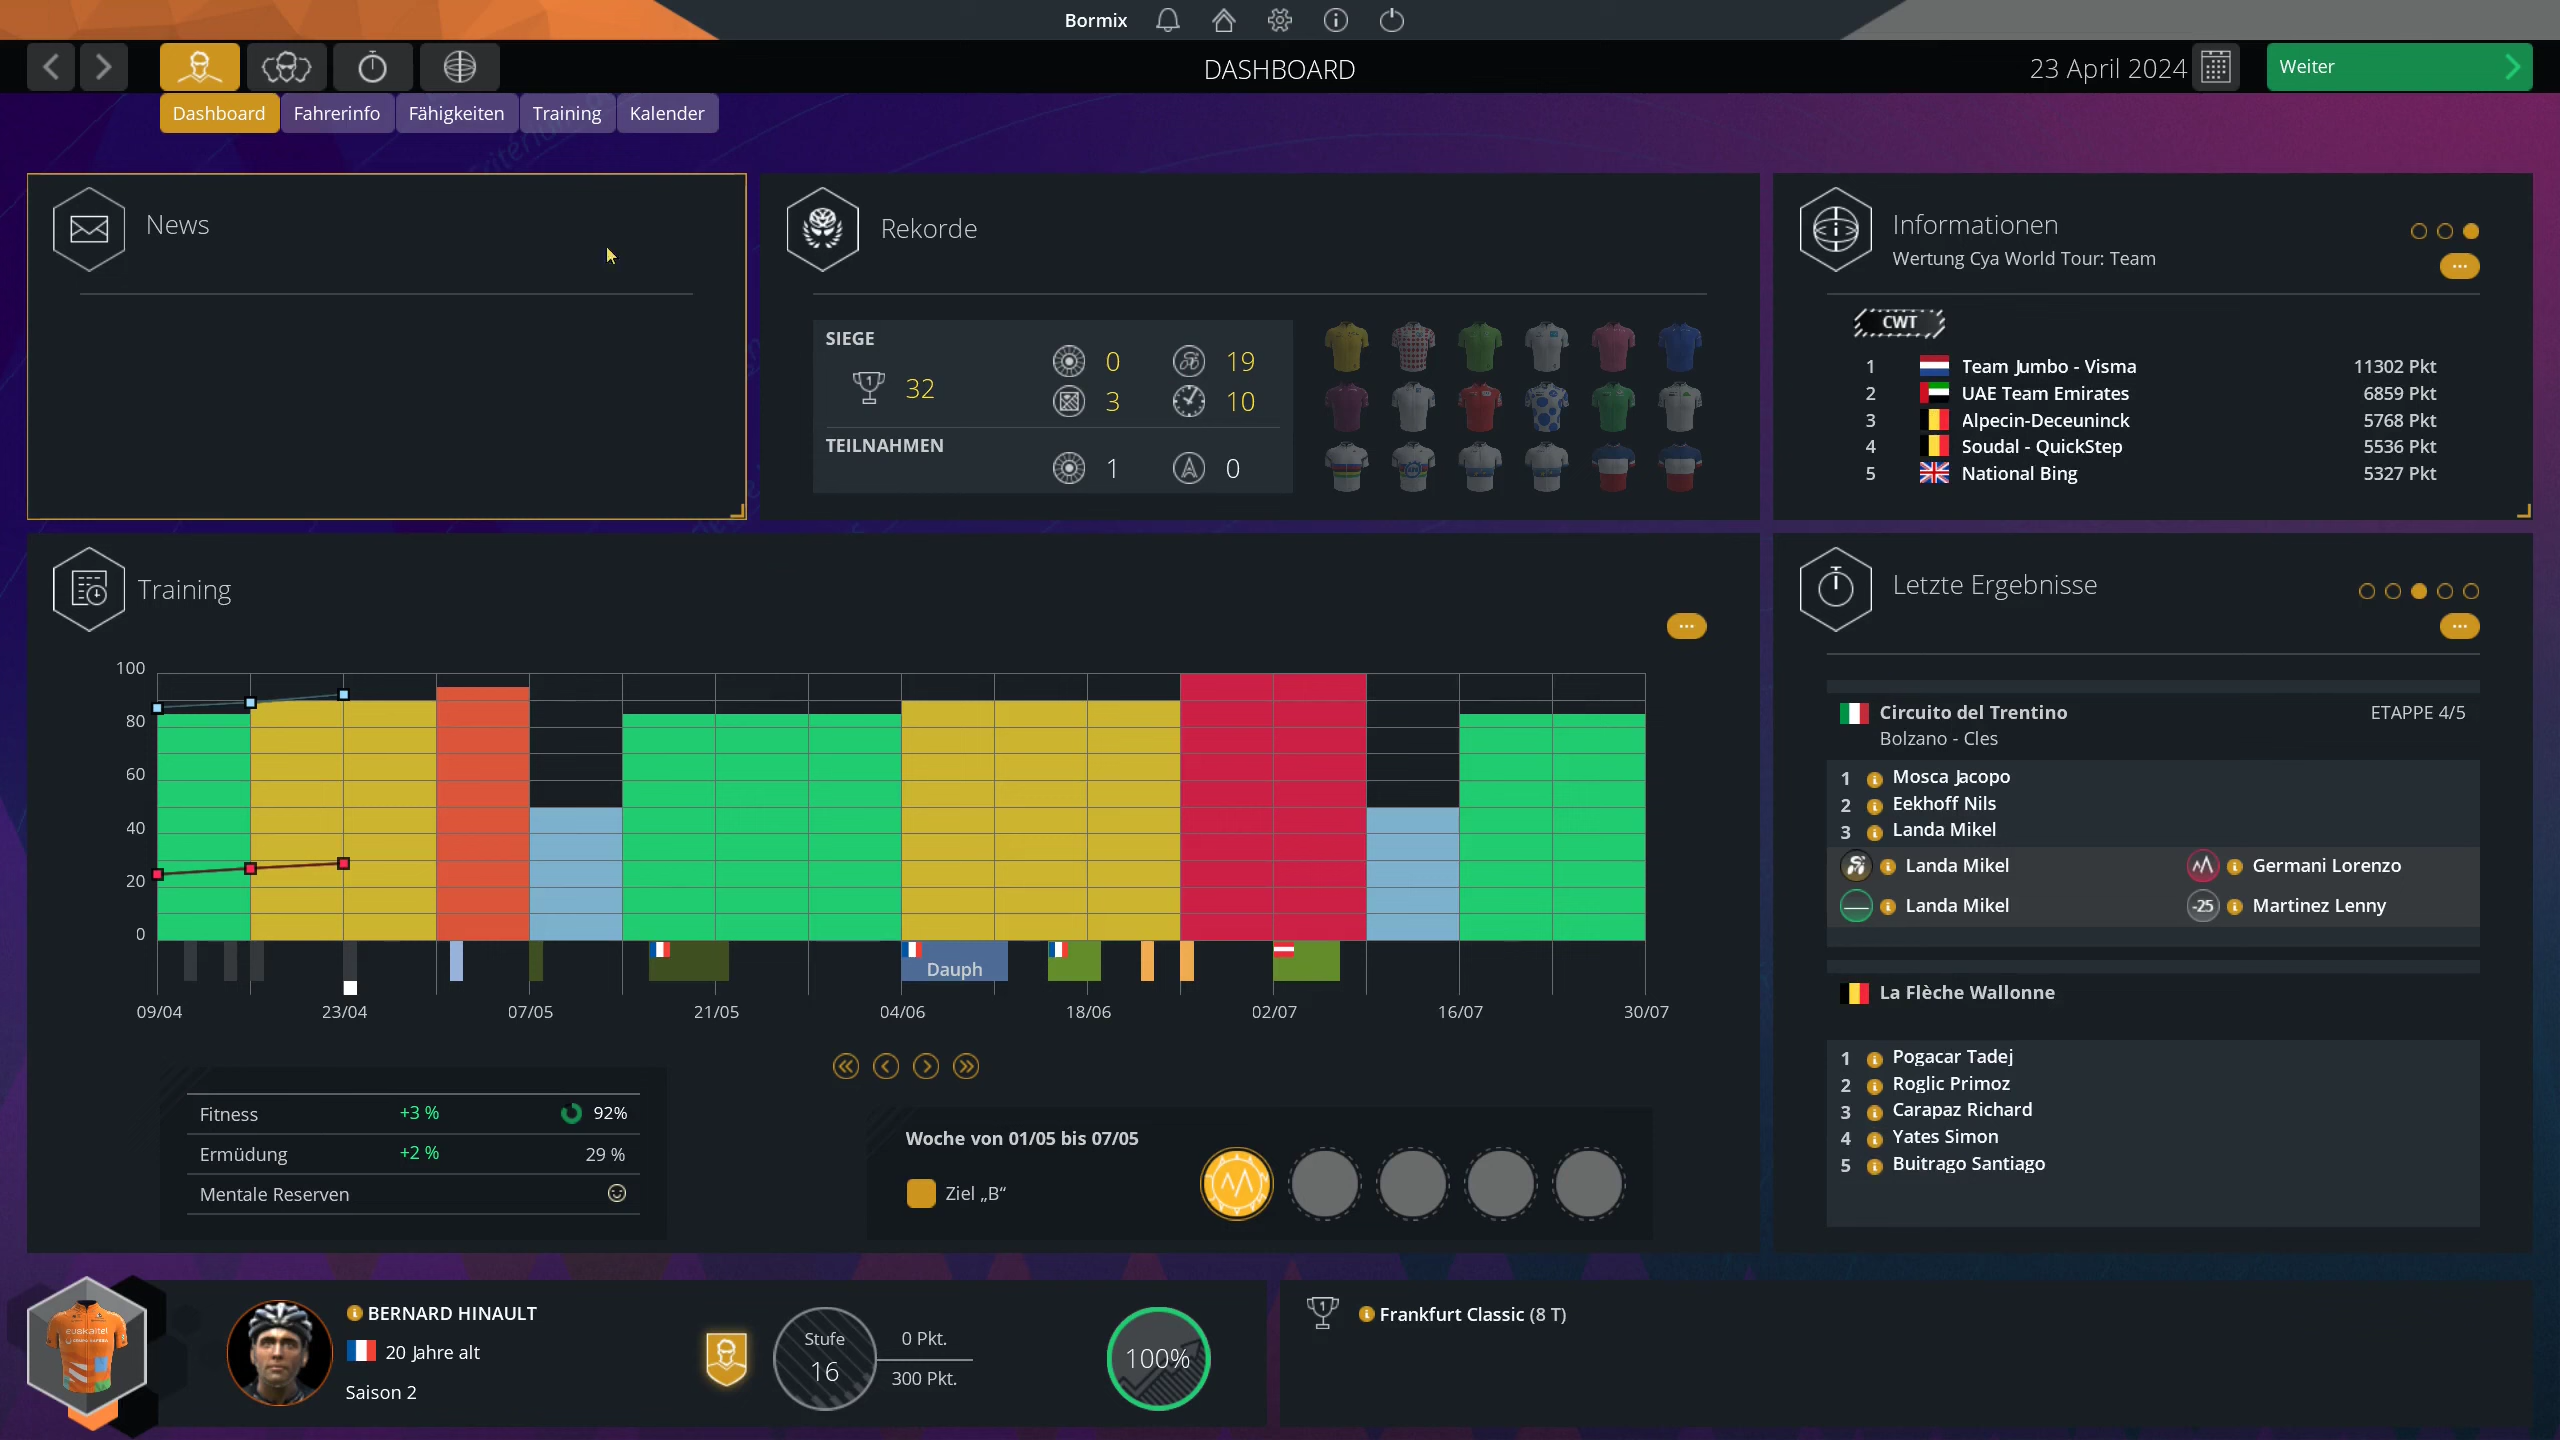 Bormix
DASHBOARD
23 April 2024
Weiter
Dashboard
Fahrerinfo
Fähigkeiten
Training
Kalender
News
Rekorde
SIEGE
32
0
19
3
10
TEILNAHMEN
1
0
Informationen
Wertung Cya World Tour: Team
CWT
1 Team Jumbo - Visma 11302 Pkt
2 UAE Team Emirates 6859 Pkt
3 Alpecin-Deceuninck 5768 Pkt
4 Soudal - QuickStep 5536 Pkt
5 National Bing 5327 Pkt
Training
100
80
60
40
20
0
Dauph
09/04 23/04 07/05 21/05 04/06 18/06 02/07 16/07 30/07
Fitness +3 % 92%
Ermüdung +2 % 29 %
Mentale Reserven
Woche von 01/05 bis 07/05
Ziel „B“
Letzte Ergebnisse
Circuito del Trentino ETAPPE 4/5
Bolzano - Cles
1 Mosca Jacopo
2 Eekhoff Nils
3 Landa Mikel
Landa Mikel Germani Lorenzo
Landa Mikel -25 Martinez Lenny
La Flèche Wallonne
1 Pogacar Tadej
2 Roglic Primoz
3 Carapaz Richard
4 Yates Simon
5 Buitrago Santiago
euskaltel
BERNARD HINAULT
20 Jahre alt
Saison 2
Stufe
16
0 Pkt.
300 Pkt.
100%
1
Frankfurt Classic (8 T)